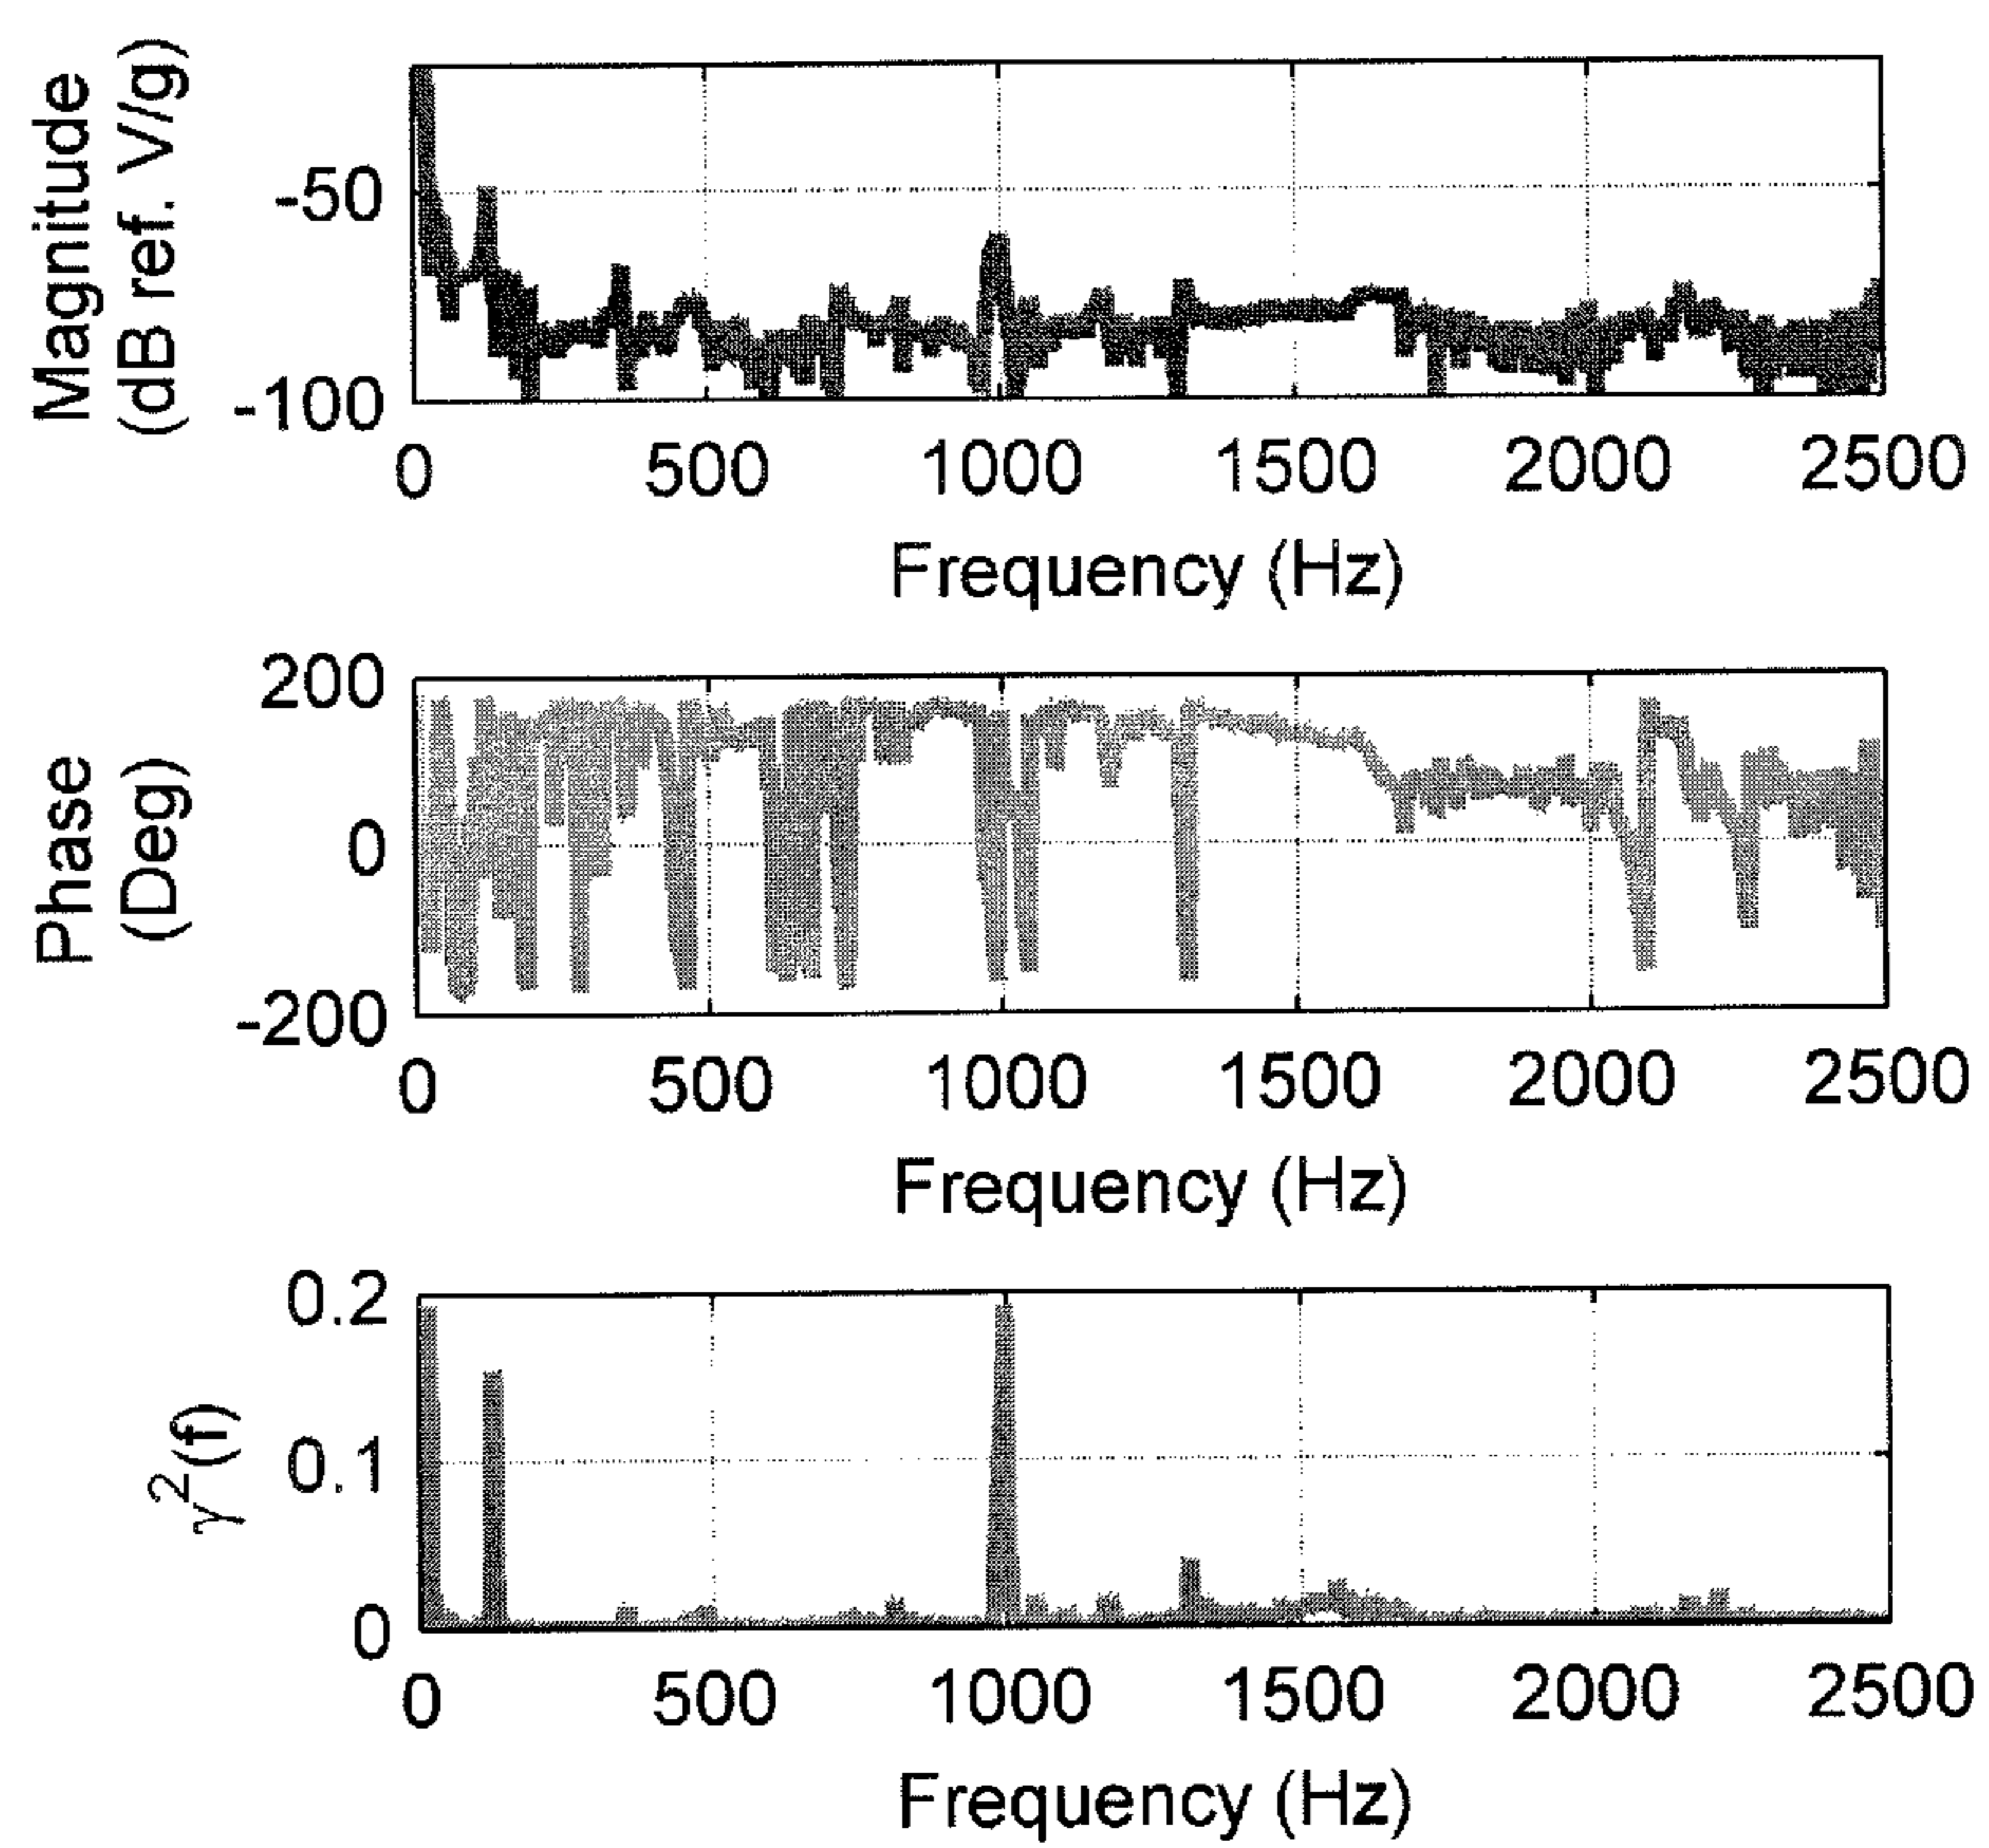 Magnitude
(dB ref. V/g)
-50
-100
0 500 1000 1500 2000 2500
Frequency (Hz)
Phase
(Deg)
200
0
-200
0 500 1000 1500 2000 2500
Frequency (Hz)
γ²(f)
0.2
0.1
0
0 500 1000 1500 2000 2500
Frequency (Hz)